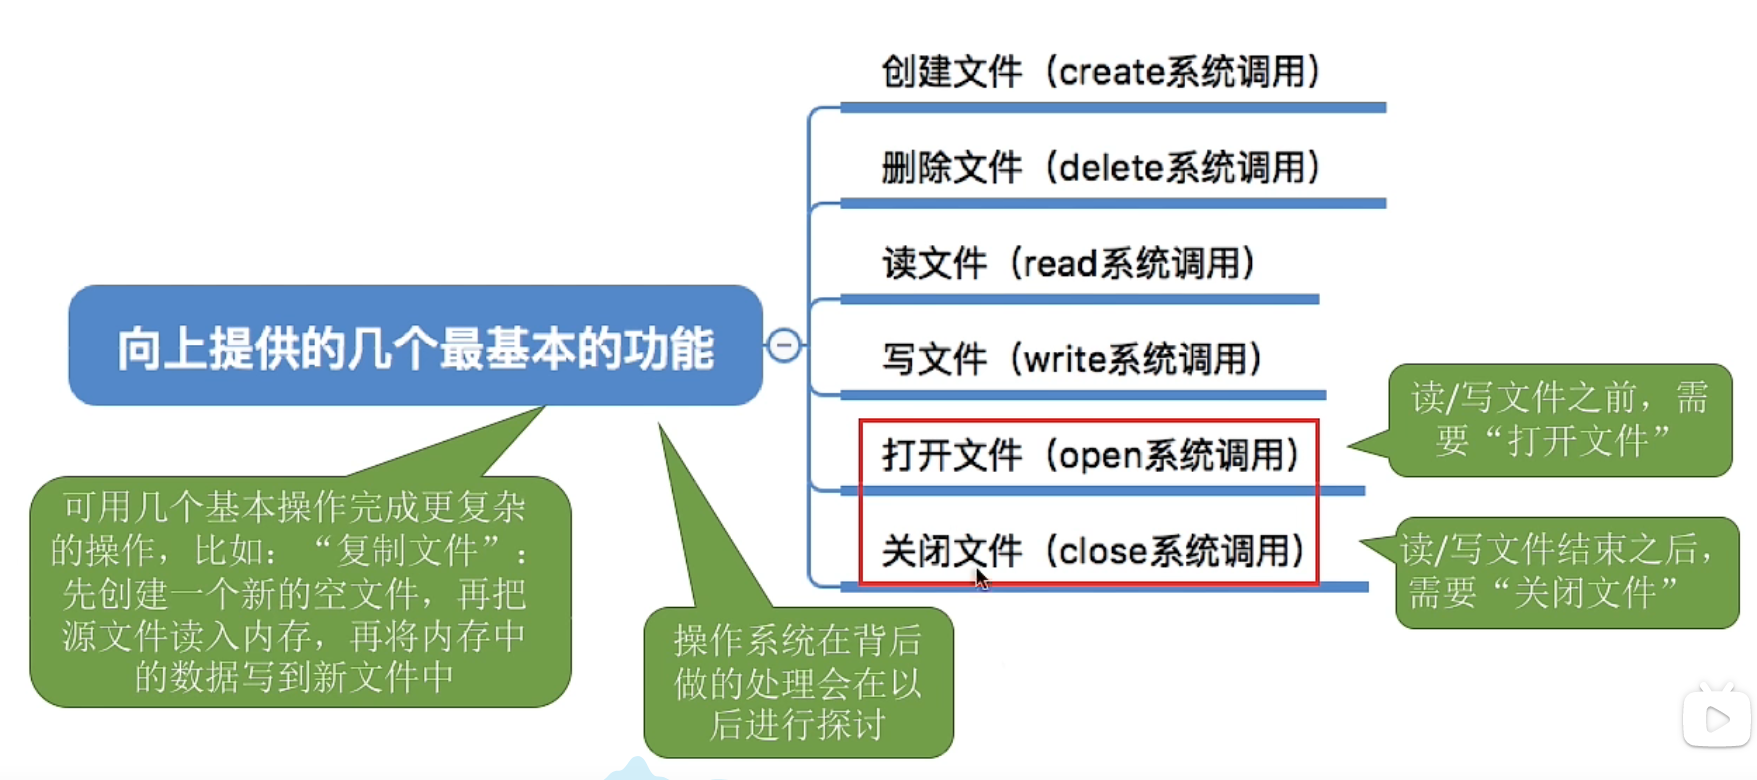 创建文件（create系统调用）
删除文件（delete系统调用）
读文件（read系统调用）
写文件（write系统调用）
打开文件（open系统调用）
关闭文件（close系统调用）
向上提供的几个最基本的功能
读/写文件之前，需
要“打开文件”
读/写文件结束之后，
需要“关闭文件”
可用几个基本操作完成更复杂
的操作，比如：“复制文件”：
先创建一个新的空文件，再把
源文件读入内存，再将内存中
的数据写到新文件中
操作系统在背后
做的处理会在以
后进行探讨